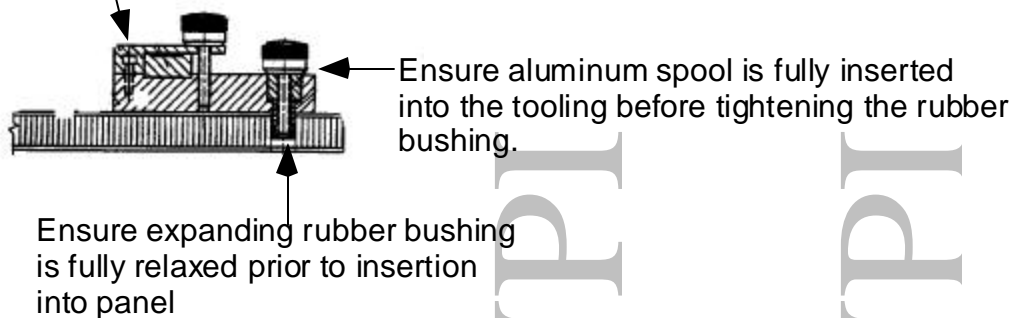 Ensure aluminum spool is fully inserted
into the tooling before tightening the rubber
bushing.
Ensure expanding rubber bushing
is fully relaxed prior to insertion
into panel